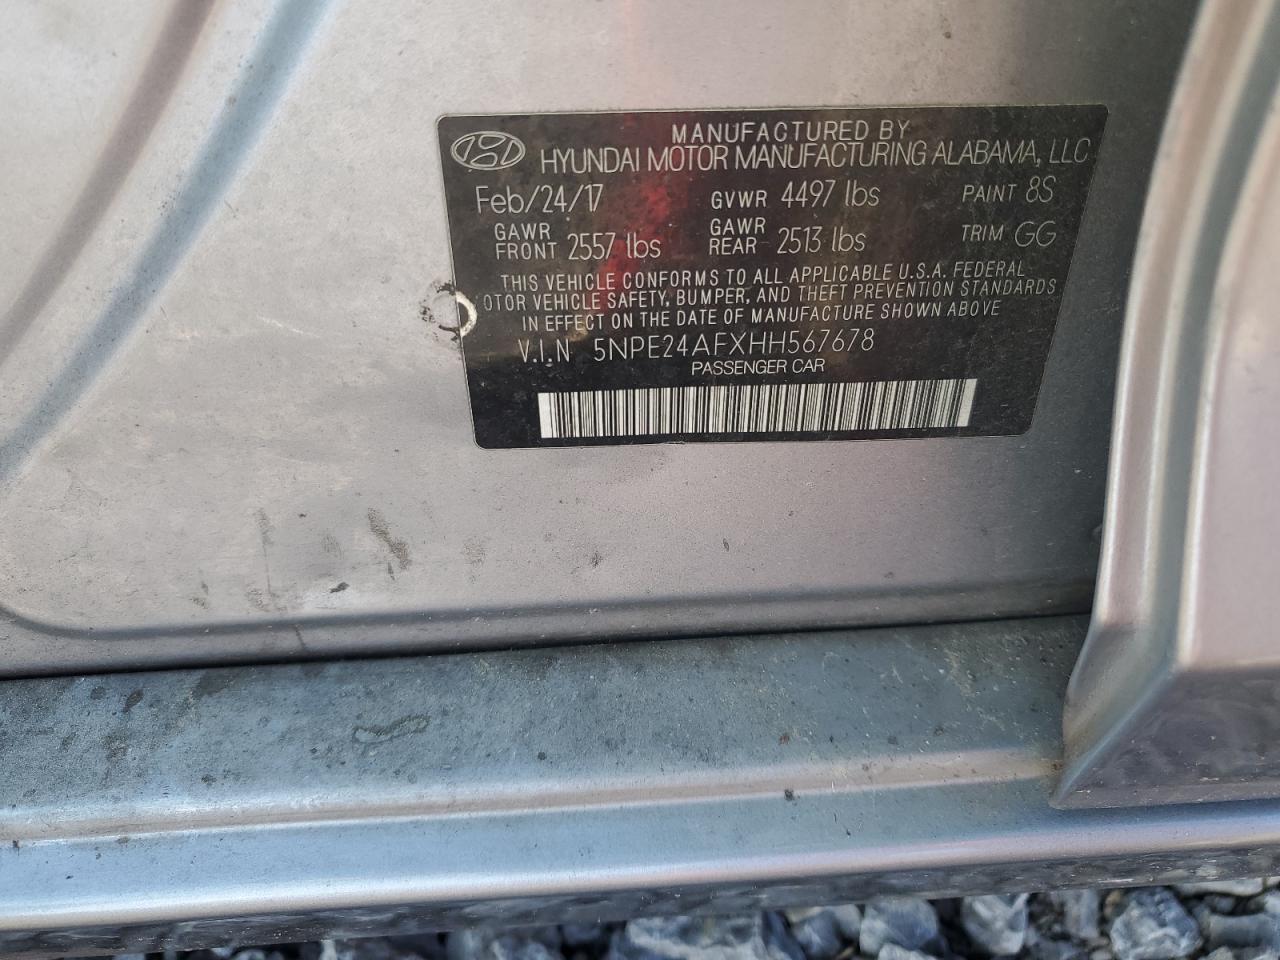 MANUFACTURED BY
HYUNDAI MOTOR MANUFACTURING ALABAMA, LLC
Feb/24/17 GVWR 4497 lbs PAINT 8S
GAWR FRONT 2557 lbs GAWR REAR 2513 lbs TRIM GG
THIS VEHICLE CONFORMS TO ALL APPLICABLE U.S.A. FEDERAL
OTOR VEHICLE SAFETY, BUMPER, AND THEFT PREVENTION STANDARDS
IN EFFECT ON THE DATE OF MANUFACTURE SHOWN ABOVE
V.I.N 5NPE24AFXHH567678
PASSENGER CAR